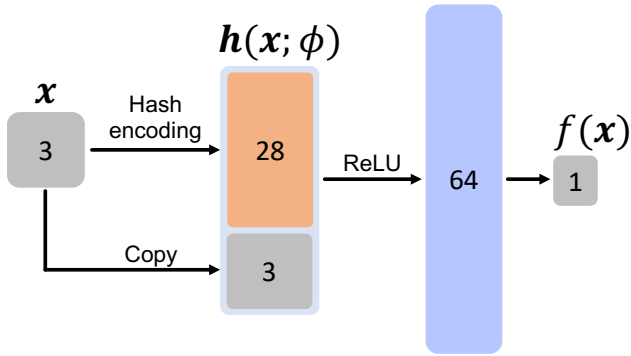 h(x; ϕ)
x
Hash
encoding
3
28
ReLU
64
f(x)
1
Copy
3